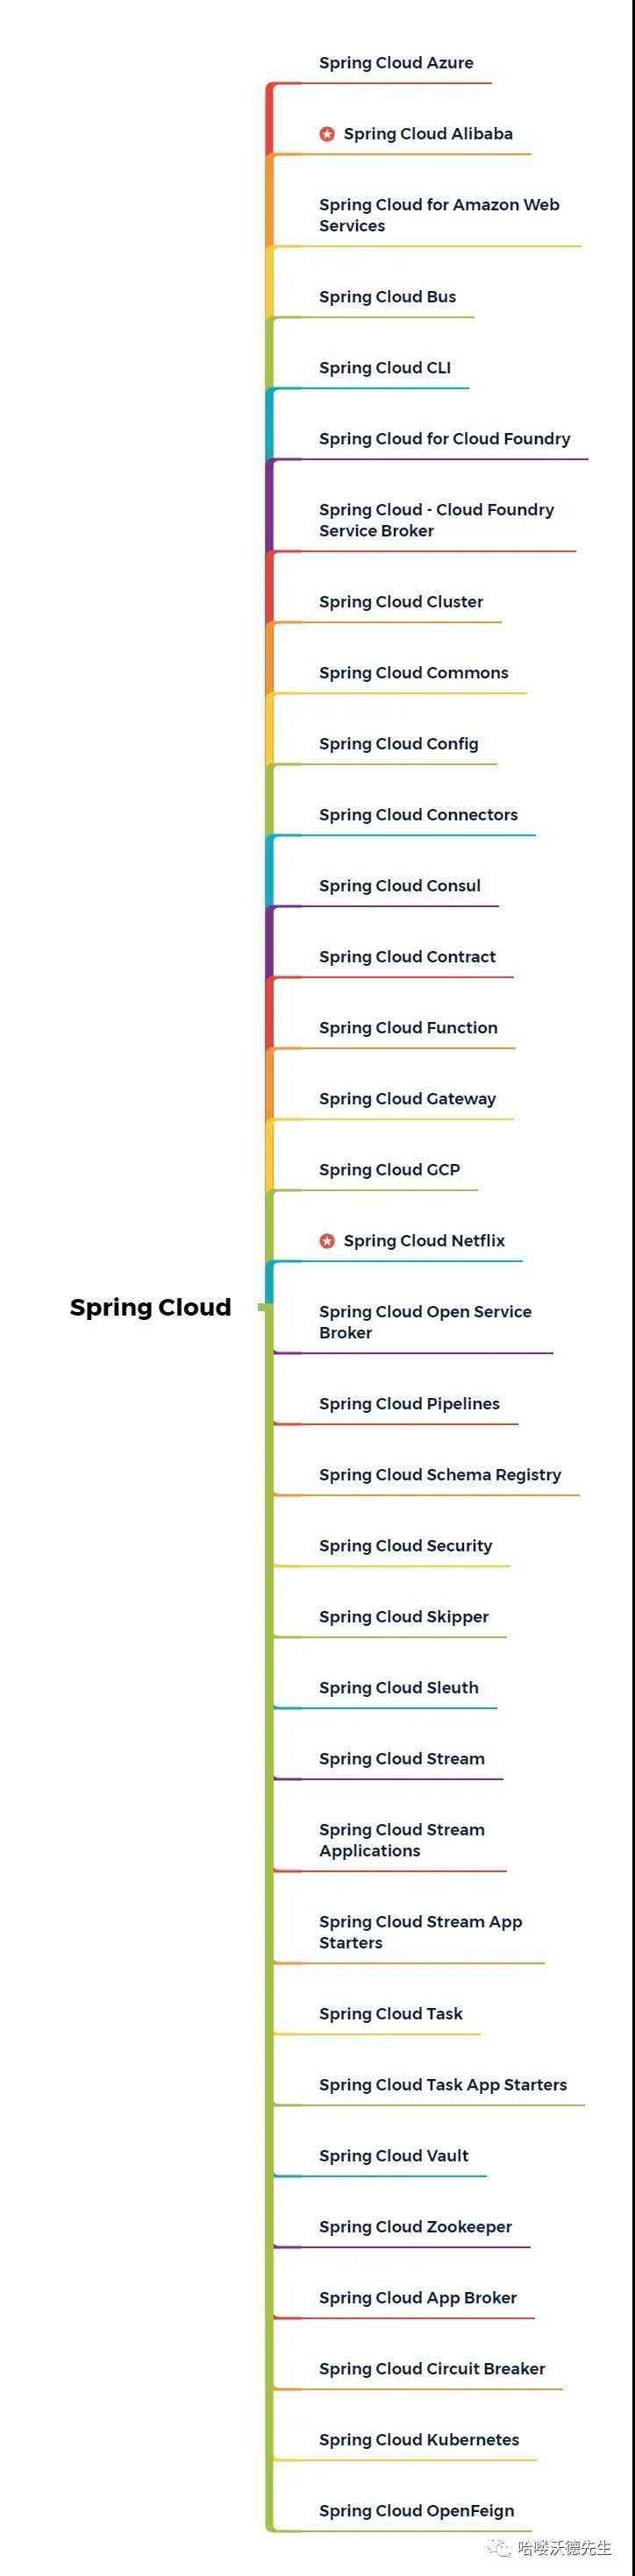 Spring Cloud Azure
Spring Cloud Alibaba
Spring Cloud for Amazon Web
Services
Spring Cloud Bus
Spring Cloud CLI
Spring Cloud for Cloud Foundry
Spring Cloud - Cloud Foundry
Service Broker
Spring Cloud Cluster
Spring Cloud Commons
Spring Cloud Config
Spring Cloud Connectors
Spring Cloud Consul
Spring Cloud Contract
Spring Cloud Function
Spring Cloud Gateway
Spring Cloud GCP
Spring Cloud Netflix
Spring Cloud
Spring Cloud Open Service
Broker
Spring Cloud Pipelines
Spring Cloud Schema Registry
Spring Cloud Security
Spring Cloud Skipper
Spring Cloud Sleuth
Spring Cloud Stream
Spring Cloud Stream
Applications
Spring Cloud Stream App
Starters
Spring Cloud Task
Spring Cloud Task App Starters
Spring Cloud Vault
Spring Cloud Zookeeper
Spring Cloud App Broker
Spring Cloud Circuit Breaker
Spring Cloud Kubernetes
Spring Cloud OpenFeign
哈喽沃德先生